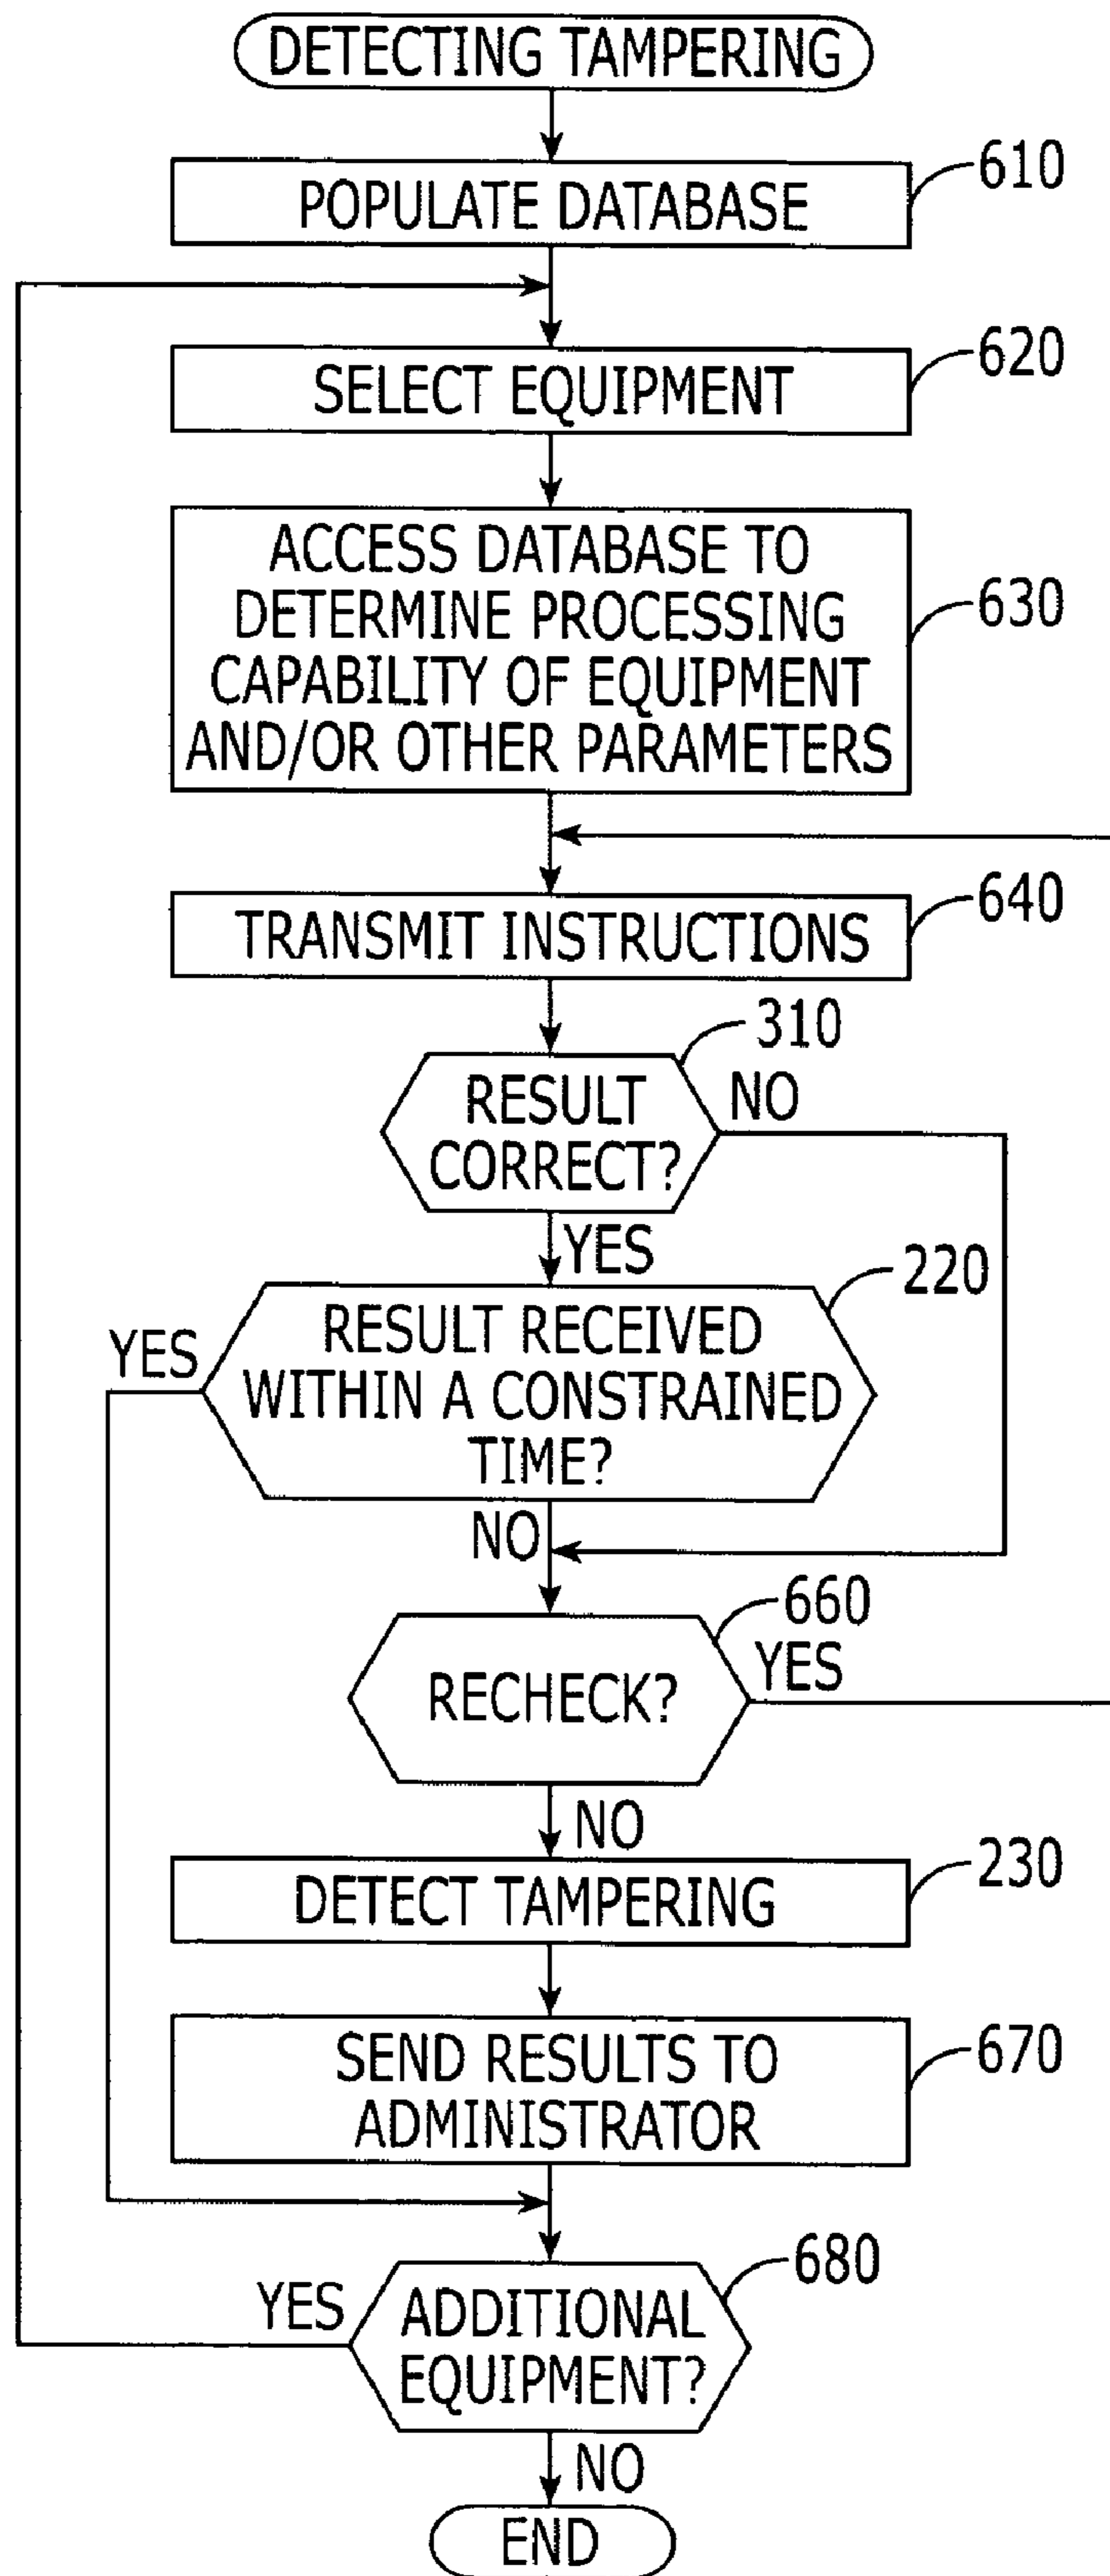 DETECTING TAMPERING
610
POPULATE DATABASE
620
SELECT EQUIPMENT
ACCESS DATABASE TO
DETERMINE PROCESSING
630
CAPABILITY OF EQUIPMENT
AND/OR OTHER PARAMETERS
640
TRANSMIT INSTRUCTIONS
310
RESULT
CORRECT?
NO
YES
220
RESULT RECEIVED
WITHIN A CONSTRAINED
TIME?
YES
NO
660
RECHECK?
YES
NO
230
DETECT TAMPERING
670
SEND RESULTS TO
ADMINISTRATOR
680
YES
ADDITIONAL
EQUIPMENT?
NO
END